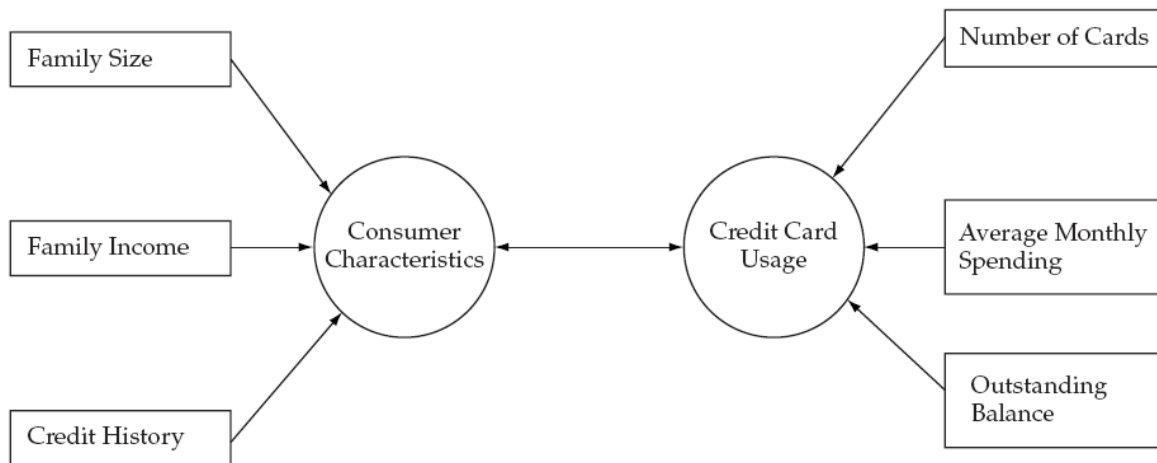 Family Size
Number of Cards
Family Income
Consumer
Characteristics
Credit Card
Usage
Average Monthly
Spending
Credit History
Outstanding
Balance